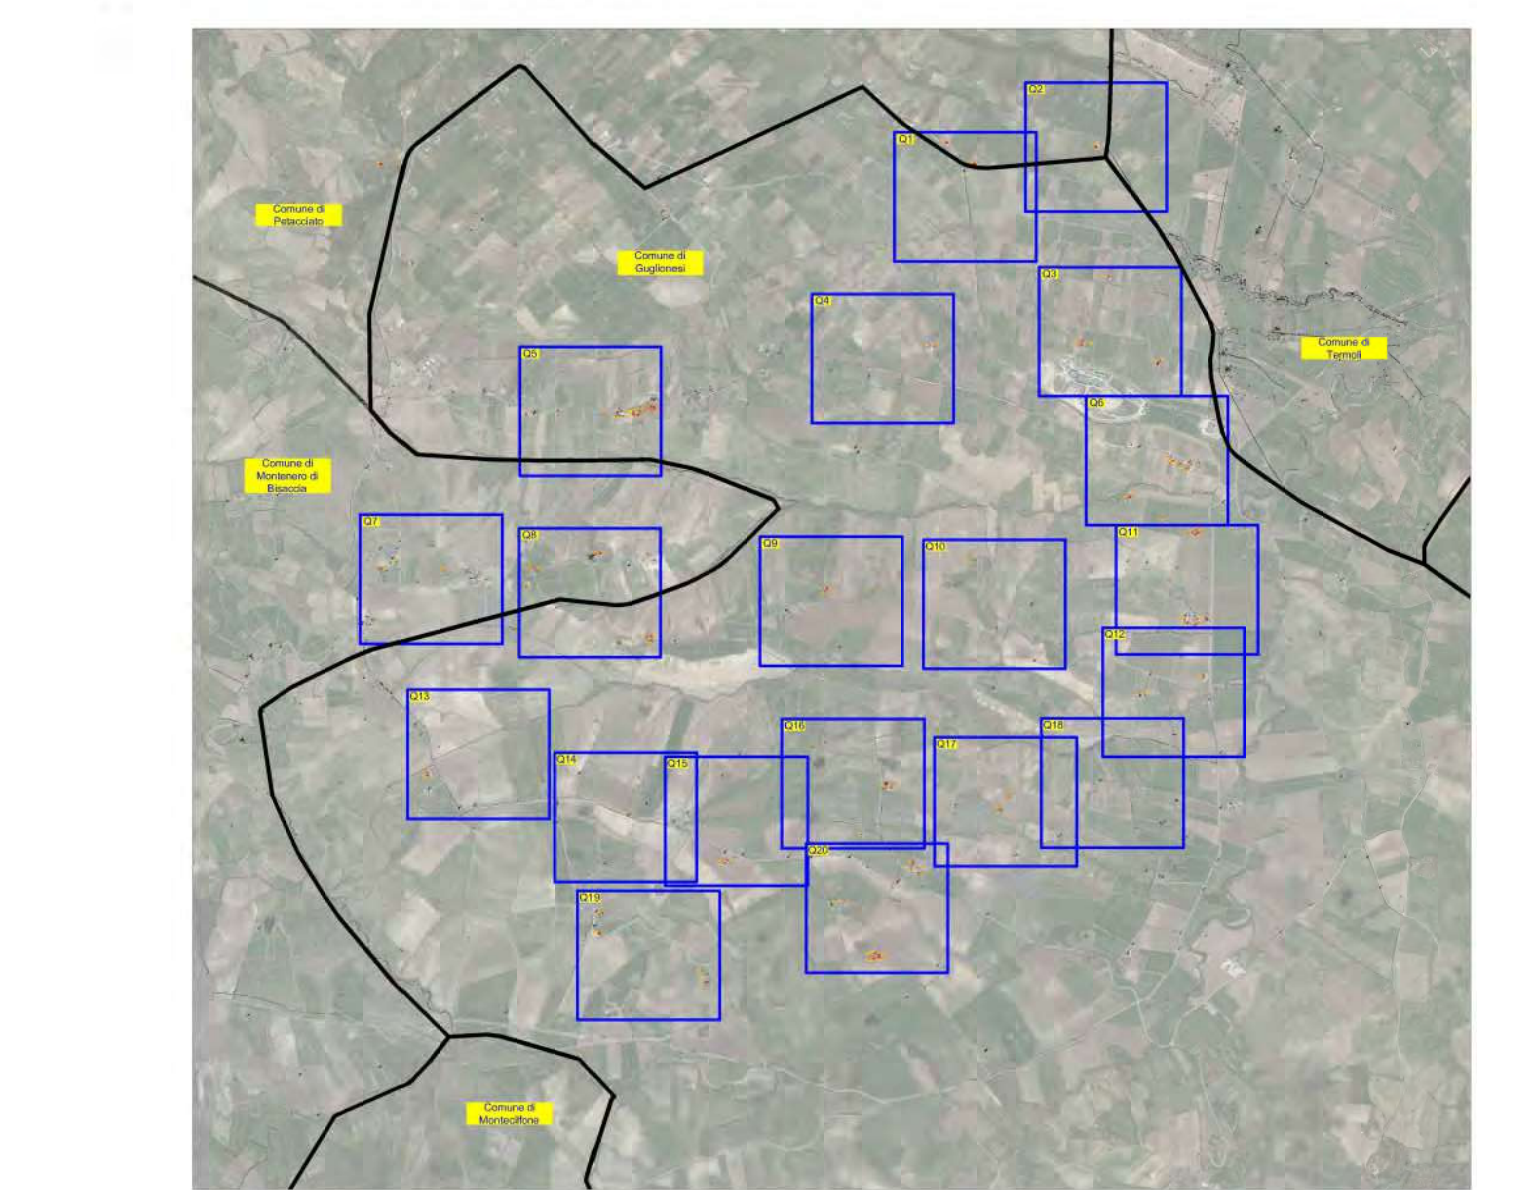 Q2
Q1
Comune di
Petacciato
Comune di
Guglionesi
Q3
Q4
Comune di
Termoli
Q5
Q6
Comune di
Montenero di
Bisaccia
Q7
Q8
Q9
Q10
Q11
Q12
Q13
Q14
Q15
Q16
Q17
Q18
Q20
Q19
Comune di
Montecilfone